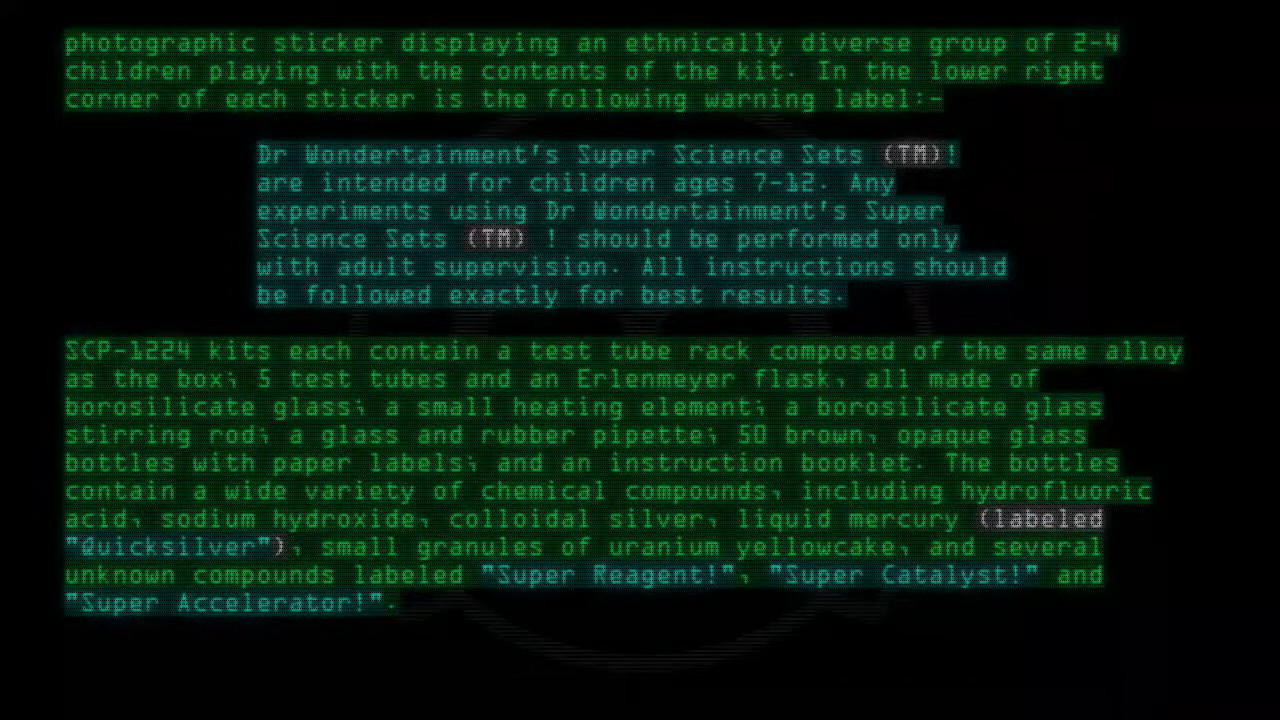 photographic sticker displaying an ethnically diverse group of 2-4
children playing with the contents of the kit. In the lower right
corner of each sticker is the following warning label:-
Dr Wondertainment's Super Science Sets (TM)!
are intended for children ages 7-12. Any
experiments using Dr Wondertainment's Super
Science Sets (TM) ! should be performed only
with adult supervision. All instructions should
be followed exactly for best results.
SCP-1224 kits each contain a test tube rack composed of the same alloy
as the box; 5 test tubes and an Erlenmeyer flask, all made of
borosilicate glass; a small heating element; a borosilicate glass
stirring rod; a glass and rubber pipette; 50 brown, opaque glass
bottles with paper labels; and an instruction booklet. The bottles
contain a wide variety of chemical compounds, including hydrofluoric
acid, sodium hydroxide, colloidal silver, liquid mercury (labeled
"Quicksilver"), small granules of uranium yellowcake, and several
unknown compounds labeled "Super Reagent!", "Super Catalyst!" and
"Super Accelerator!".